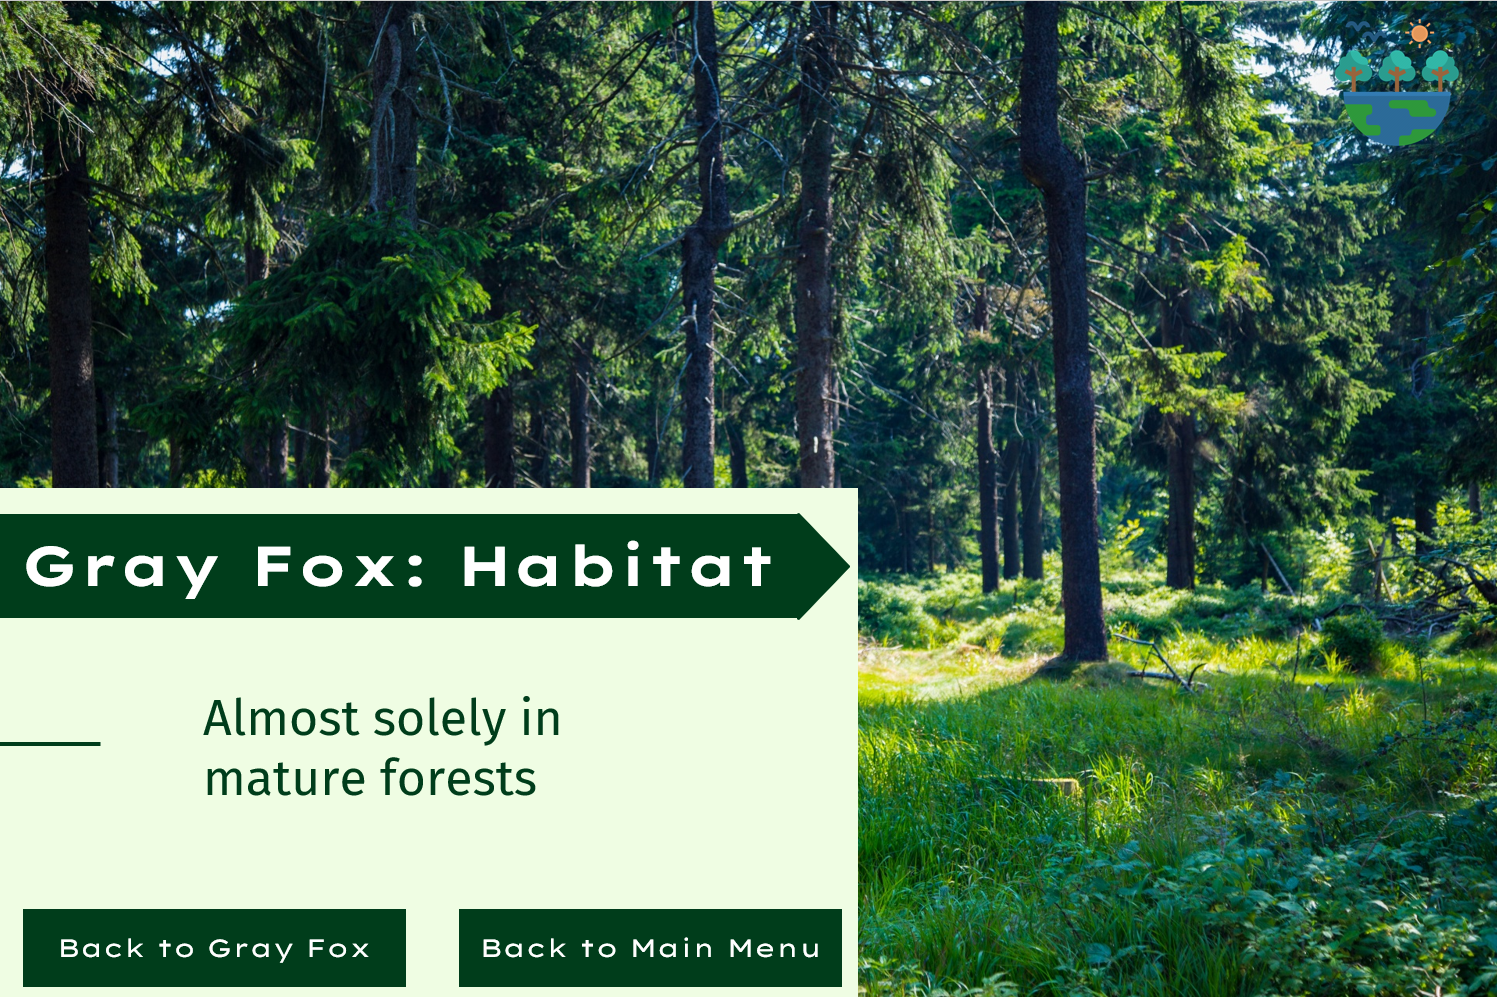 Gray Fox: Habitat
Almost solely in
mature forests
Back to Gray Fox
Back to Main Menu